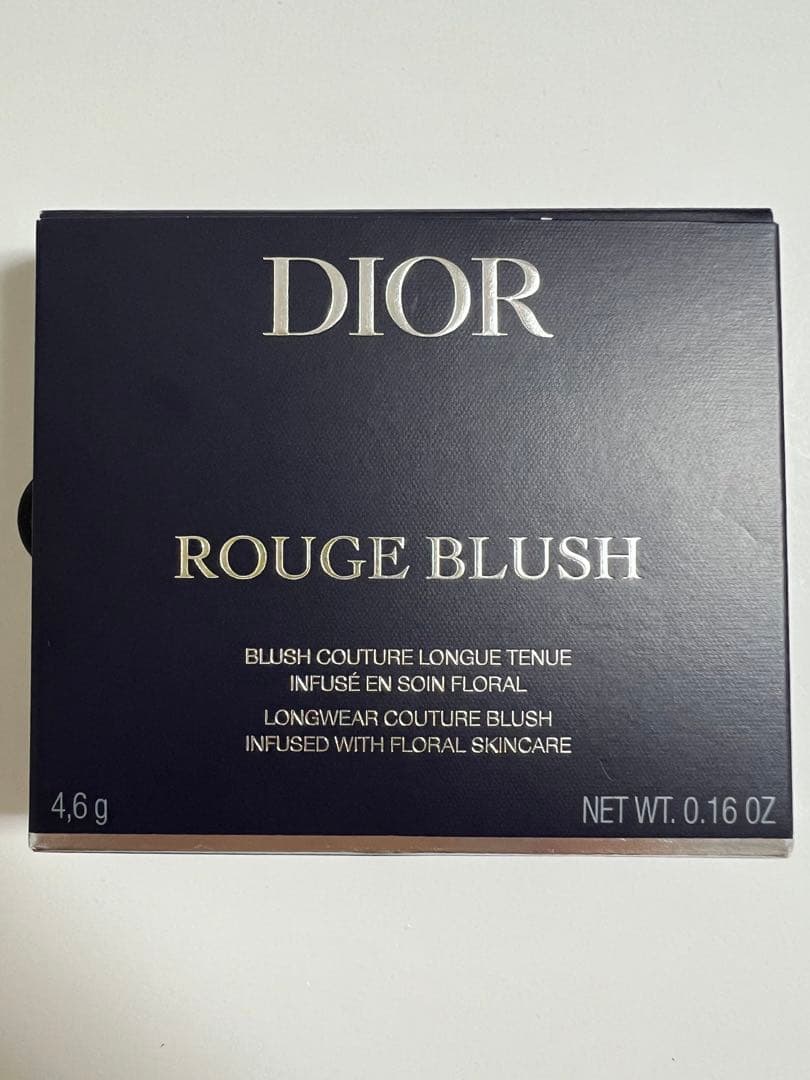 DIOR
ROUGE BLUSH
BLUSH COUTURE LONGUE TENUE
INFUSÉ EN SOIN FLORAL
LONGWEAR COUTURE BLUSH
INFUSED WITH FLORAL SKINCARE
4,6 g NET WT. 0.16 OZ